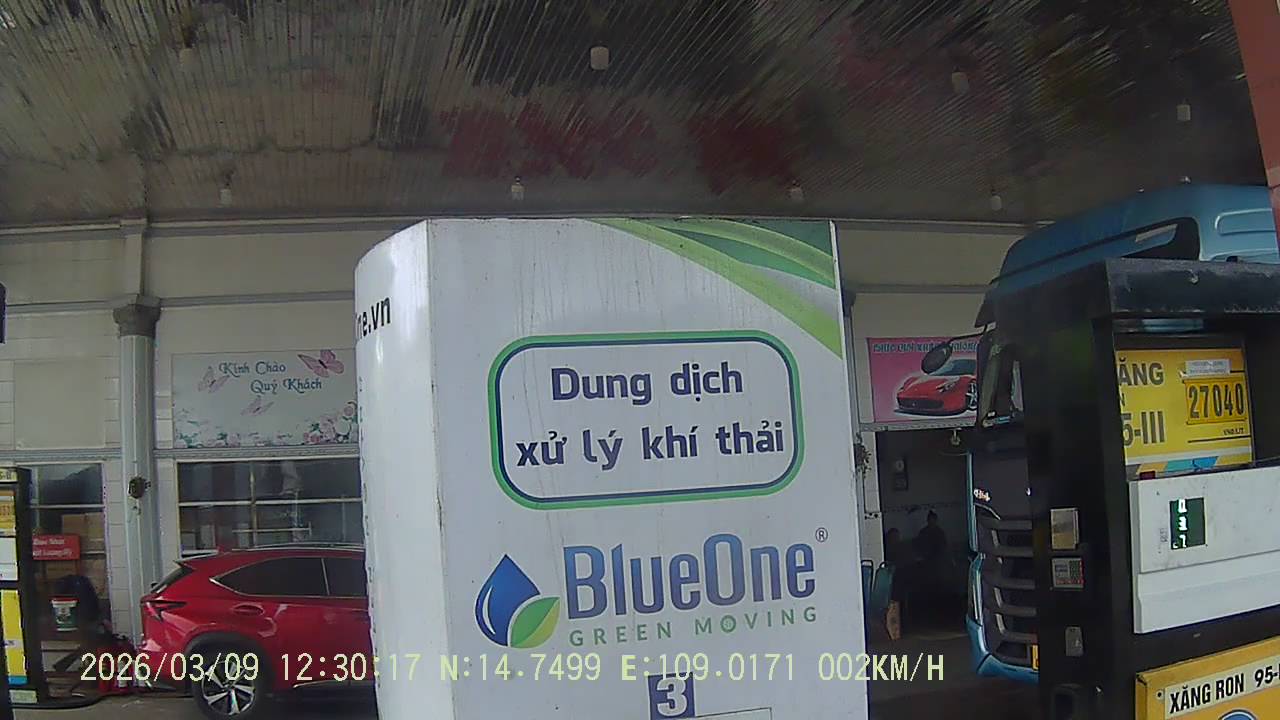 ne.vn
Kính Chào
Quý Khách
Dung dịch
xử lý khí thải
BlueOne®
GREEN MOVING
3
ĂNG
5-III
27040
XĂNG RON 95-
2026/03/09 12:30:17 N:14.7499 E:109.0171 002KM/H